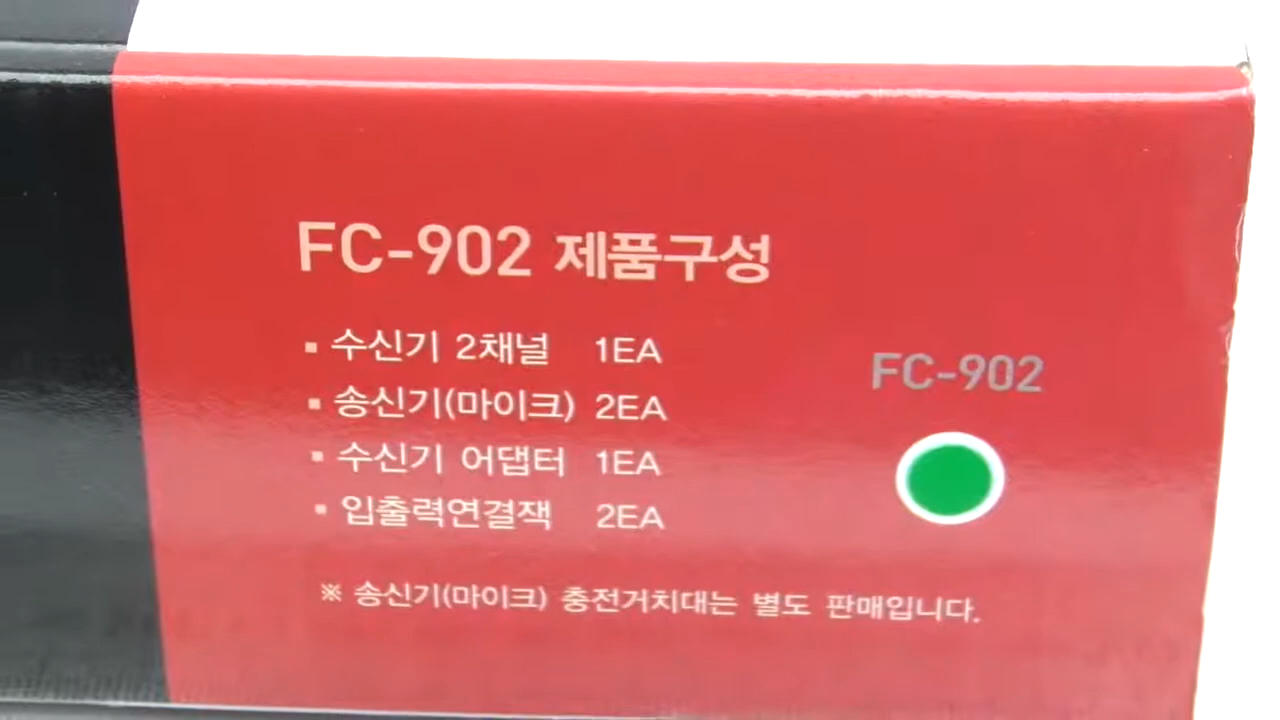 FC-902 제품구성
▪ 수신기 2채널 1EA
▪ 송신기(마이크) 2EA
▪ 수신기 어댑터 1EA
▪ 입출력연결잭 2EA
※ 송신기(마이크) 충전거치대는 별도 판매입니다.
FC-902